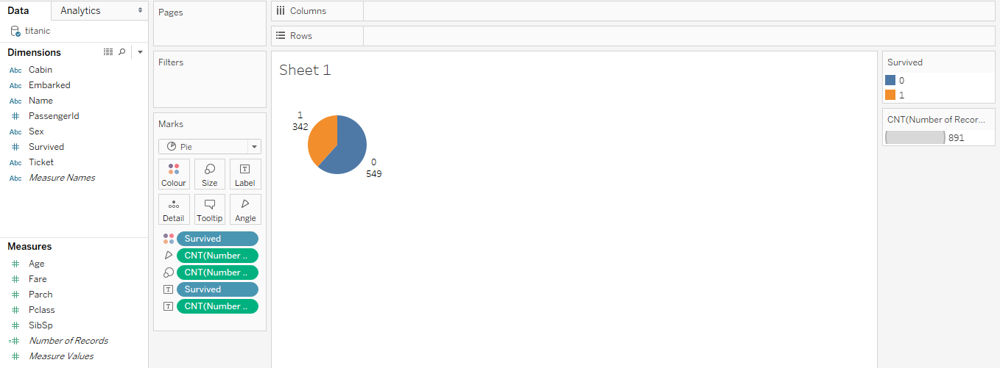 Data
Analytics
titanic
Dimensions
Abc Cabin
Abc Embarked
Abc Name
# PassengerId
Abc Sex
# Survived
Abc Ticket
Abc Measure Names
Measures
# Age
# Fare
# Parch
# Pclass
# SibSp
=# Number of Records
# Measure Values
Pages
Filters
Marks
Pie
Colour Size Label
Detail Tooltip Angle
Survived
CNT(Number ..
CNT(Number ..
Survived
CNT(Number ..
Columns
Rows
Sheet 1
1
342
0
549
Survived
0
1
CNT(Number of Recor...
891